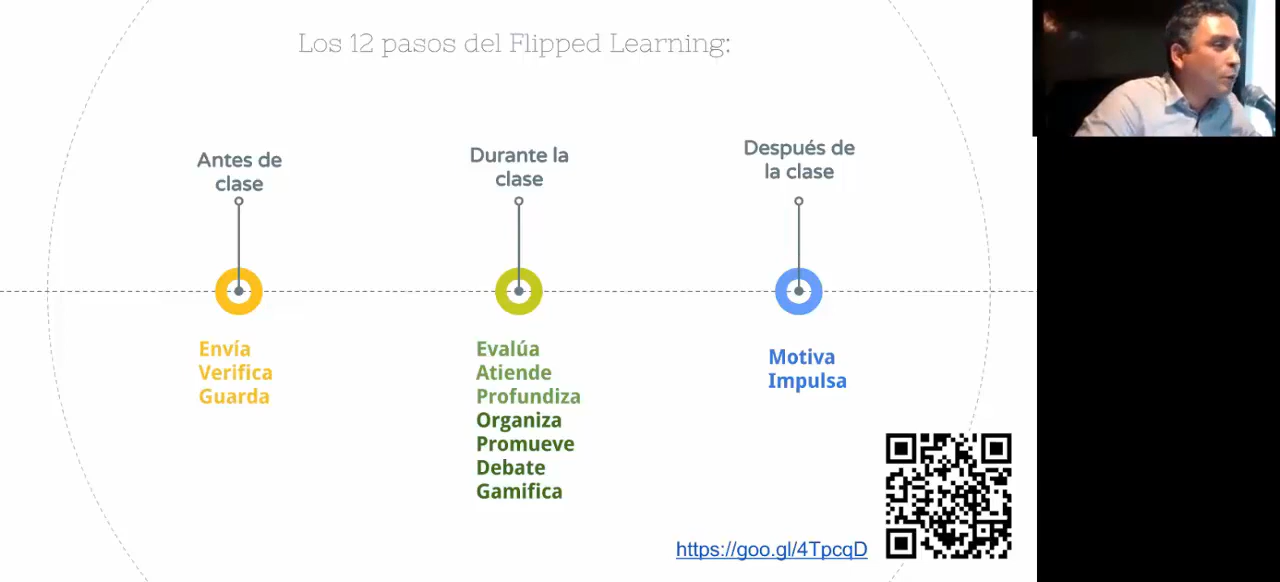 Los 12 pasos del Flipped Learning:
Antes de
clase
Durante la
clase
Después de
la clase
Envía
Verifica
Guarda
Evalúa
Atiende
Profundiza
Organiza
Promueve
Debate
Gamifica
Motiva
Impulsa
https://goo.gl/4TpcqD